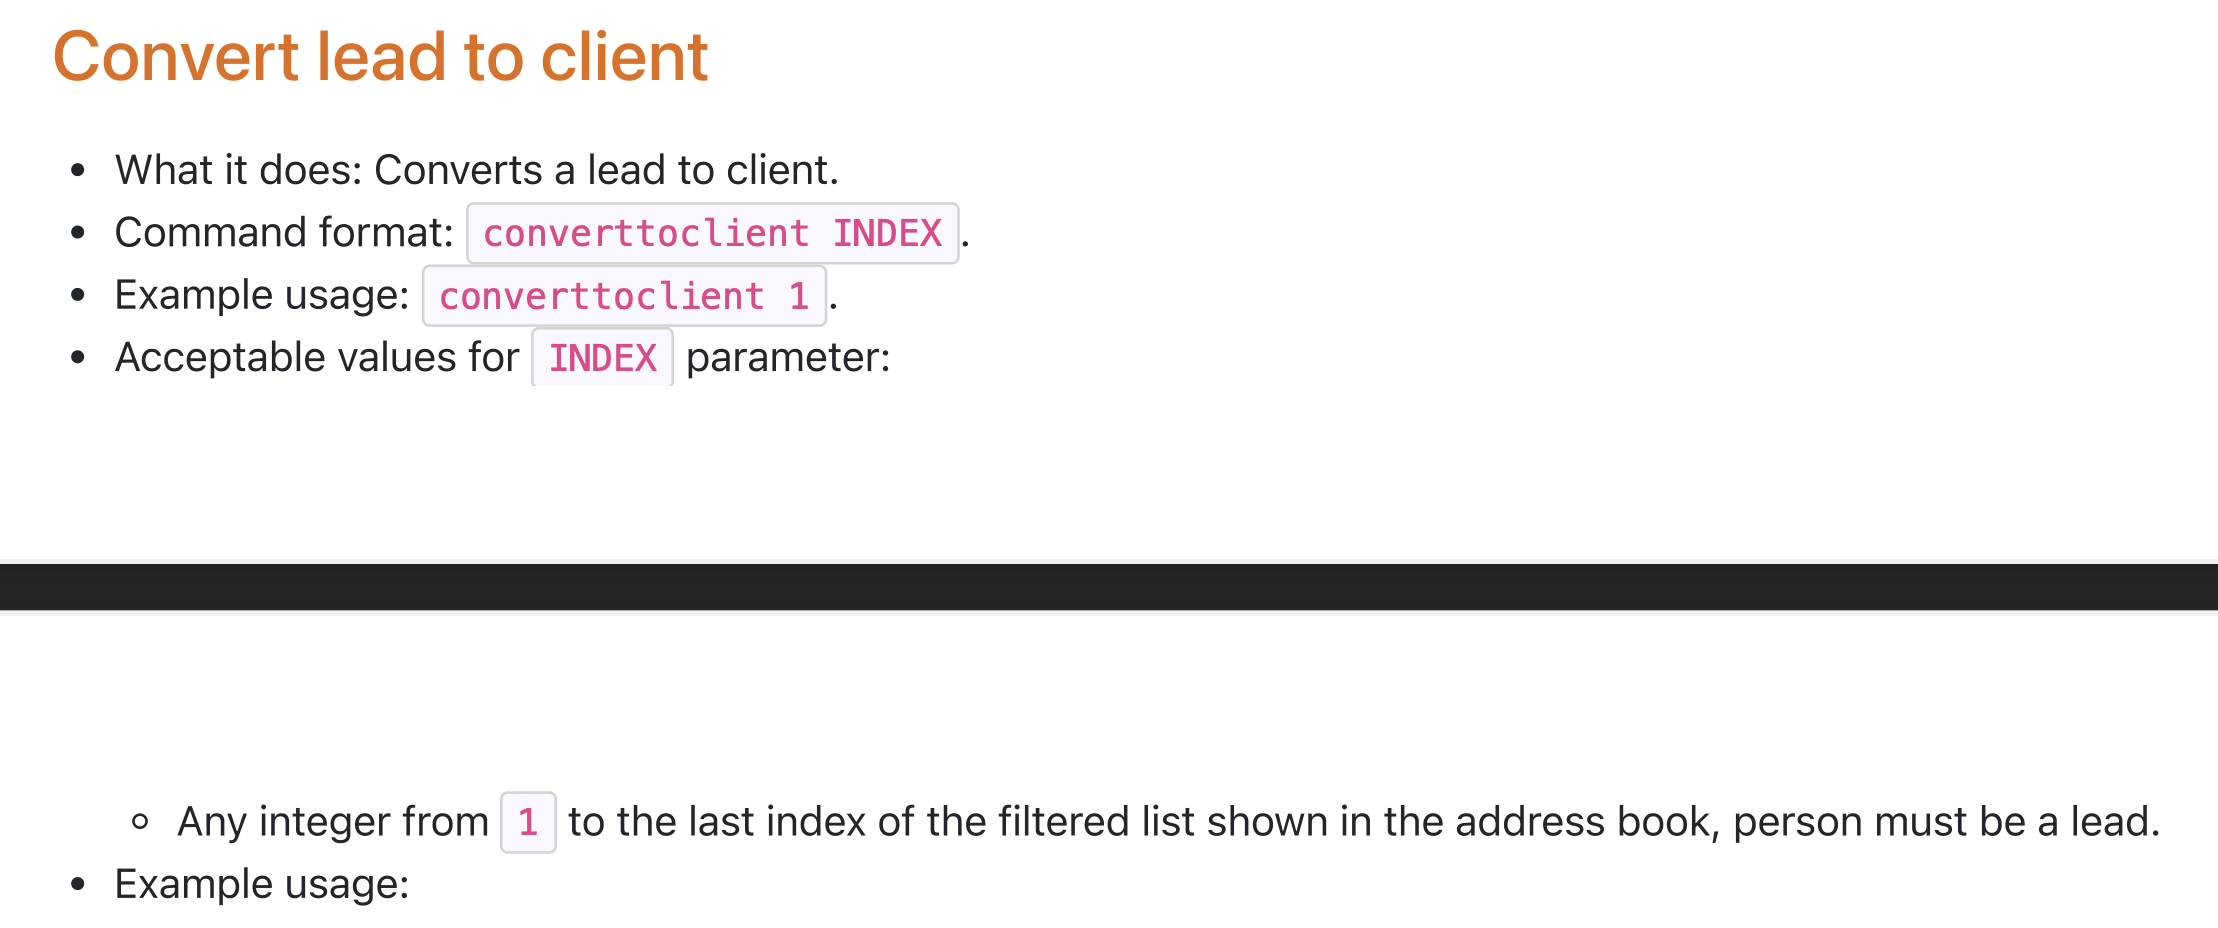 Convert lead to client
What it does: Converts a lead to client.
Command format: converttoclient INDEX.
Example usage: converttoclient 1.
Acceptable values for INDEX parameter:
Any integer from 1 to the last index of the filtered list shown in the address book, person must be a lead.
Example usage: